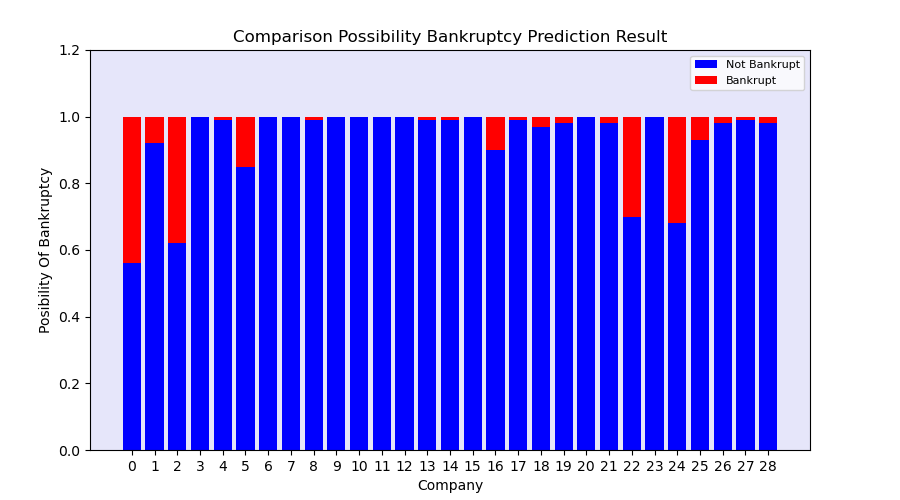 Comparison Possibility Bankruptcy Prediction Result
Not Bankrupt
Bankrupt
1.2
1.0
0.8
0.6
0.4
0.2
0.0
Posibility Of Bankruptcy
0 1 2 3 4 5 6 7 8 9 10 11 12 13 14 15 16 17 18 19 20 21 22 23 24 25 26 27 28
Company